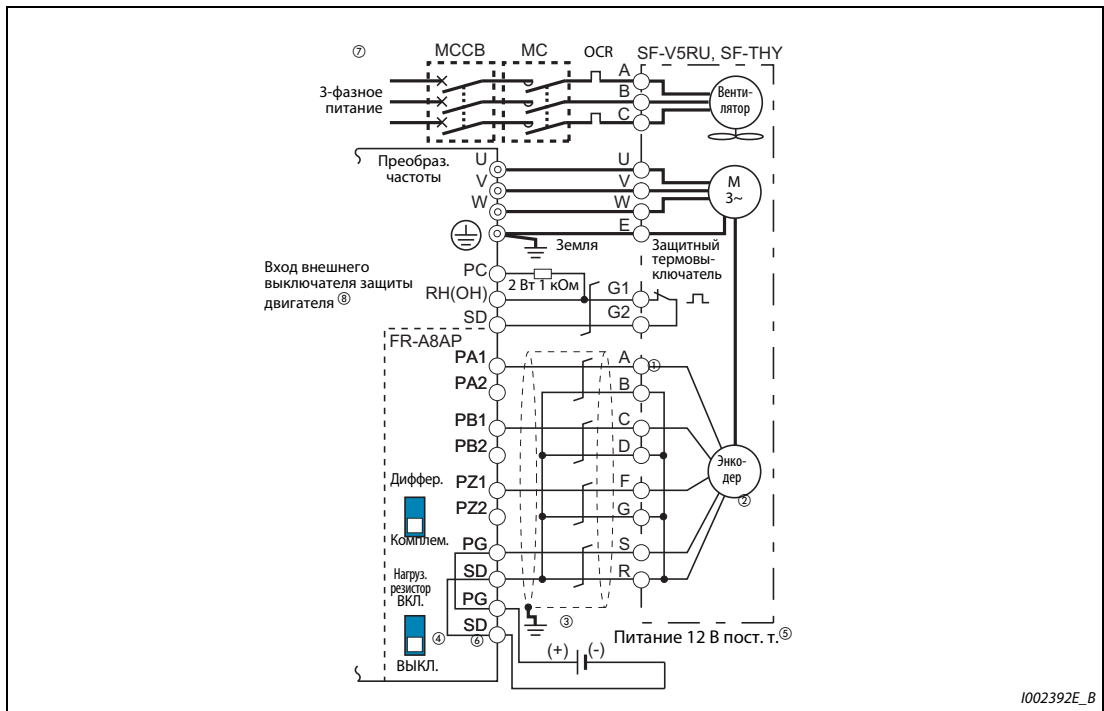 ⑦ MCCB MC OCR SF-V5RU, SF-THY
3-фазное
питание
A
B
C
Венти-
лятор
Преобраз.
частоты
U U
V V
W W
E
M
3~
Земля
Защитный
термовы-
ключатель
Вход внешнего
выключателя защиты
двигателя ⑧
PC
2 Вт 1 кОм
RH(OH) G1
SD G2
FR-A8AP
PA1 A ①
PA2 B
PB1 C
PB2 D
Энко-
дер
②
Диффер.
PZ1 F
PZ2 G
Комплем.
PG S
SD R
Нагруз.
резистор
ВКЛ.
PG
③
④
SD
⑥
ВЫКЛ.
Питание 12 В пост. т.⑤
(+) (-)
I002392E_B